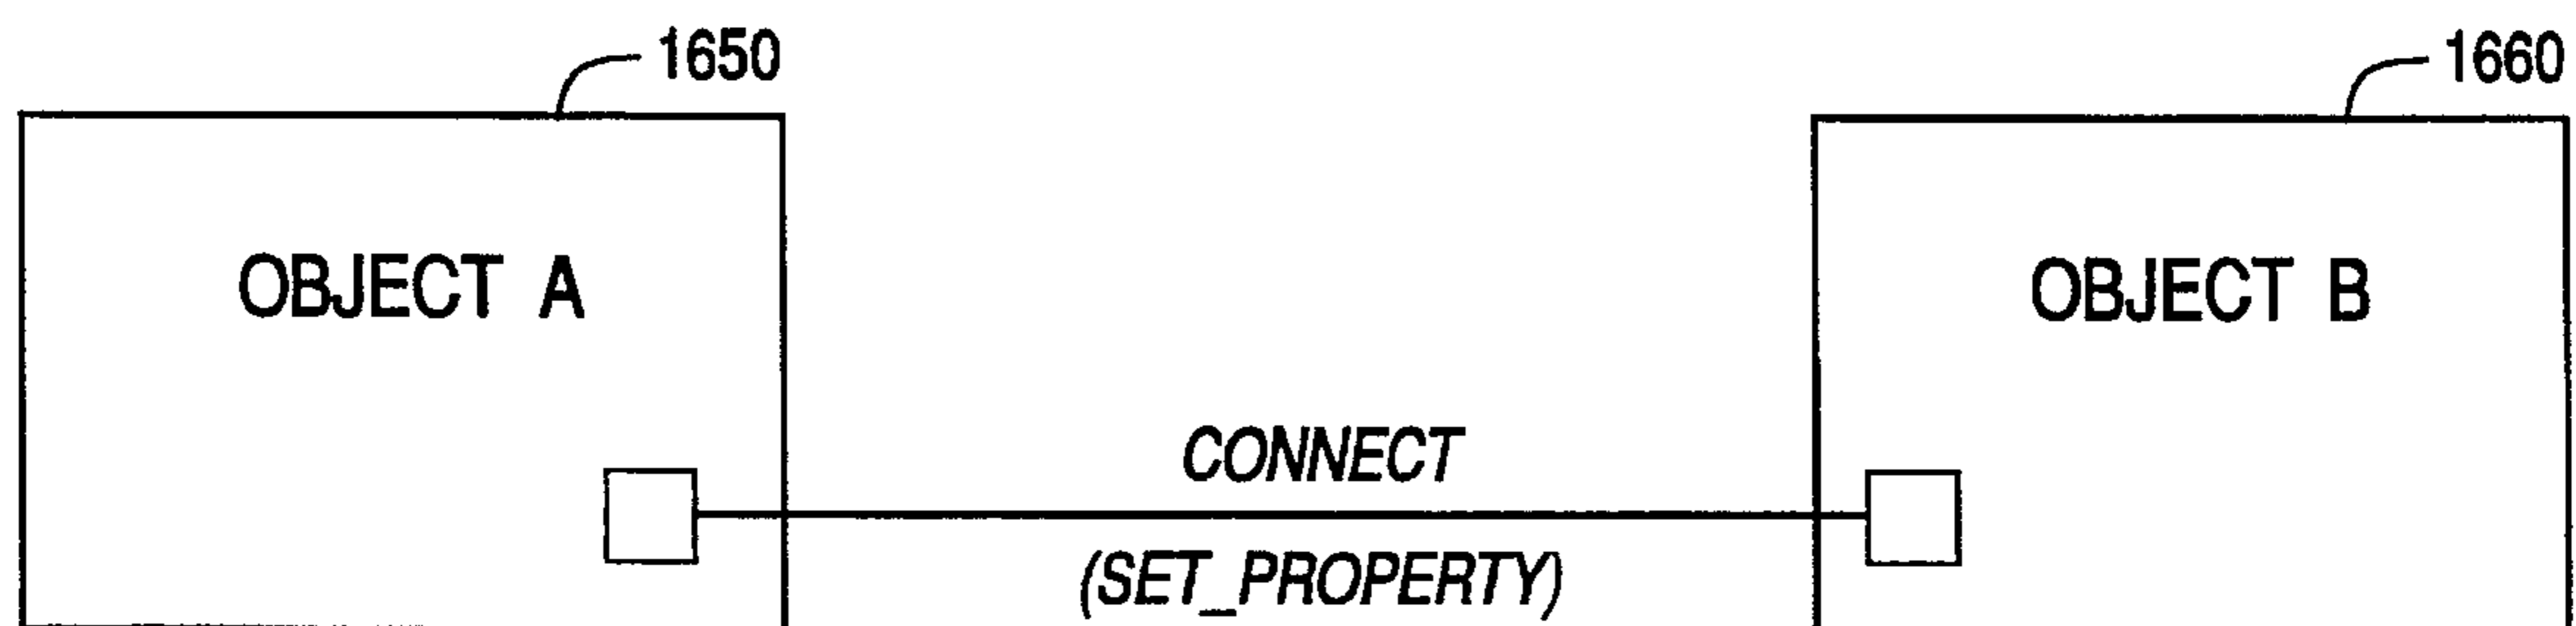 1650
1660
OBJECT A
OBJECT B
CONNECT
(SET_PROPERTY)